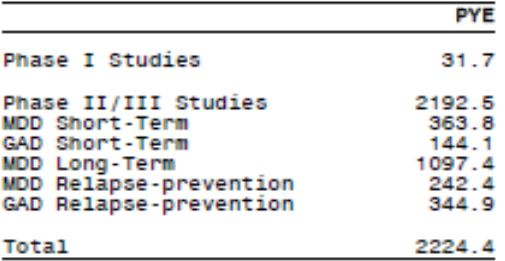 PYE
Phase I Studies 31.7
Phase II/III Studies 2192.5
MDD Short-Term 363.8
GAD Short-Term 144.1
MDD Long-Term 1097.4
MDD Relapse-prevention 242.4
GAD Relapse-prevention 344.9
Total 2224.4